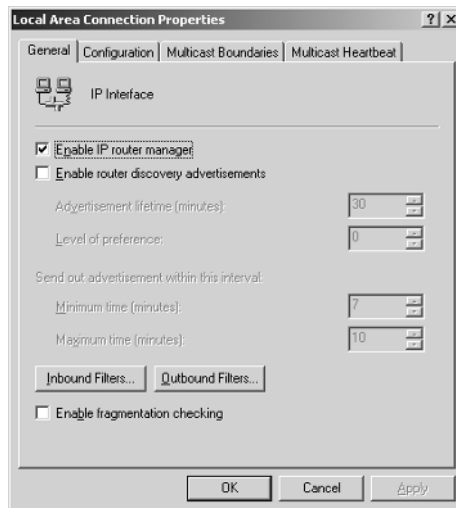 Local Area Connection Properties
General
Configuration
Multicast Boundaries
Multicast Heartbeat
IP Interface
Enable IP router manager
Enable router discovery advertisements
Advertisement lifetime (minutes):
30
Level of preference:
0
Send out advertisement within this interval:
Minimum time (minutes):
7
Maximum time (minutes):
10
Inbound Filters...
Outbound Filters...
Enable fragmentation checking
OK
Cancel
Apply